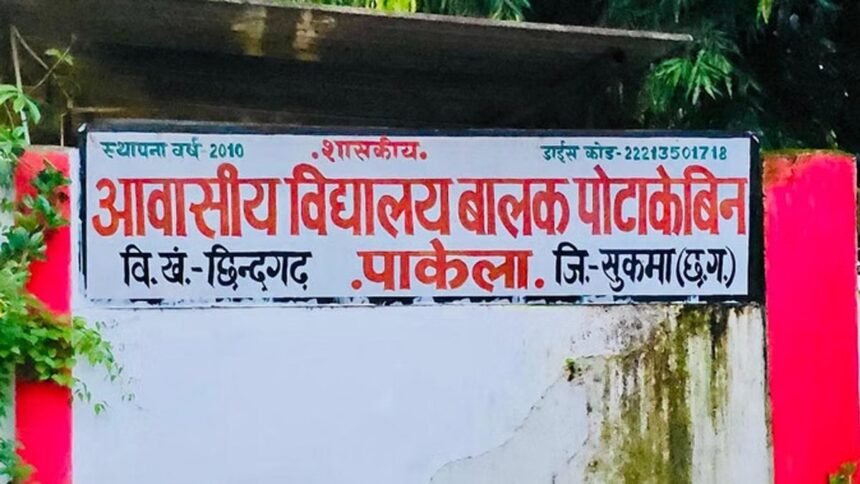 स्थापना वर्ष-2010 .शासकीय. डाईस कोड-22213501718
आवासीय विद्यालय बालक पोटाकेबिन
वि.खं.-छिन्दगढ़ .पाकेला. जि.-सुकमा(छ.ग.)